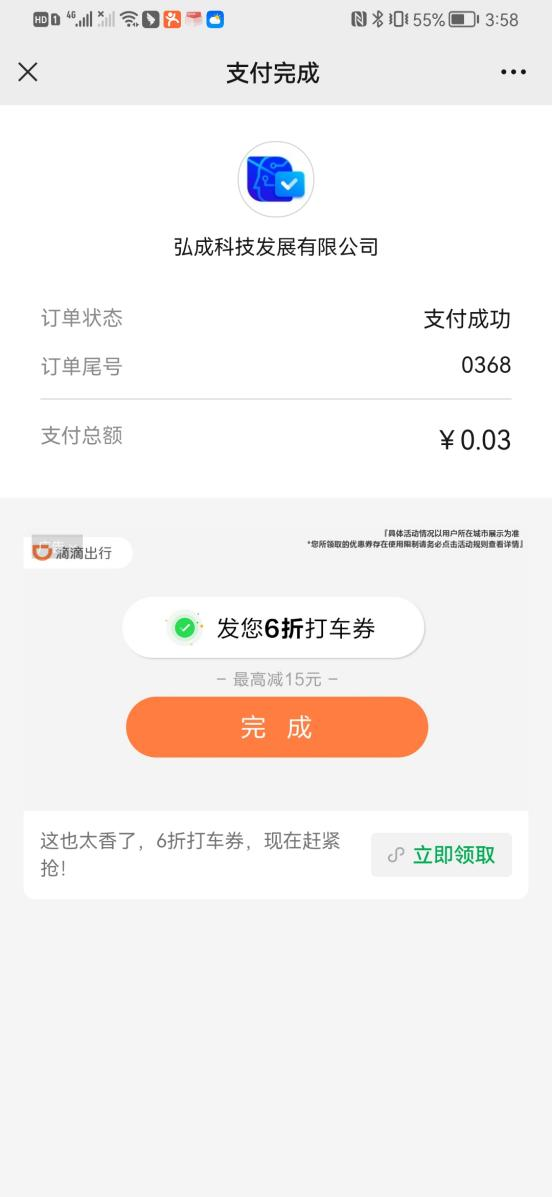 HD 1 4G 55% 3:58
支付完成
弘成科技发展有限公司
订单状态 支付成功
订单尾号 0368
支付总额 ¥0.03
滴滴出行
『具体活动情况以用户所在城市展示为准
*您所领取的优惠券存在使用限制请务必点击活动规则查看详情』
发您6折打车券
- 最高减15元 -
完 成
这也太香了，6折打车券，现在赶紧
抢！
立即领取